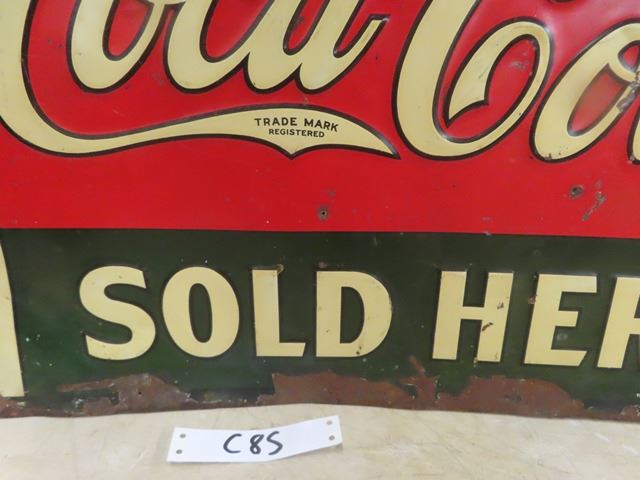 Coca-Co
TRADE MARK
REGISTERED
SOLD HER
C85